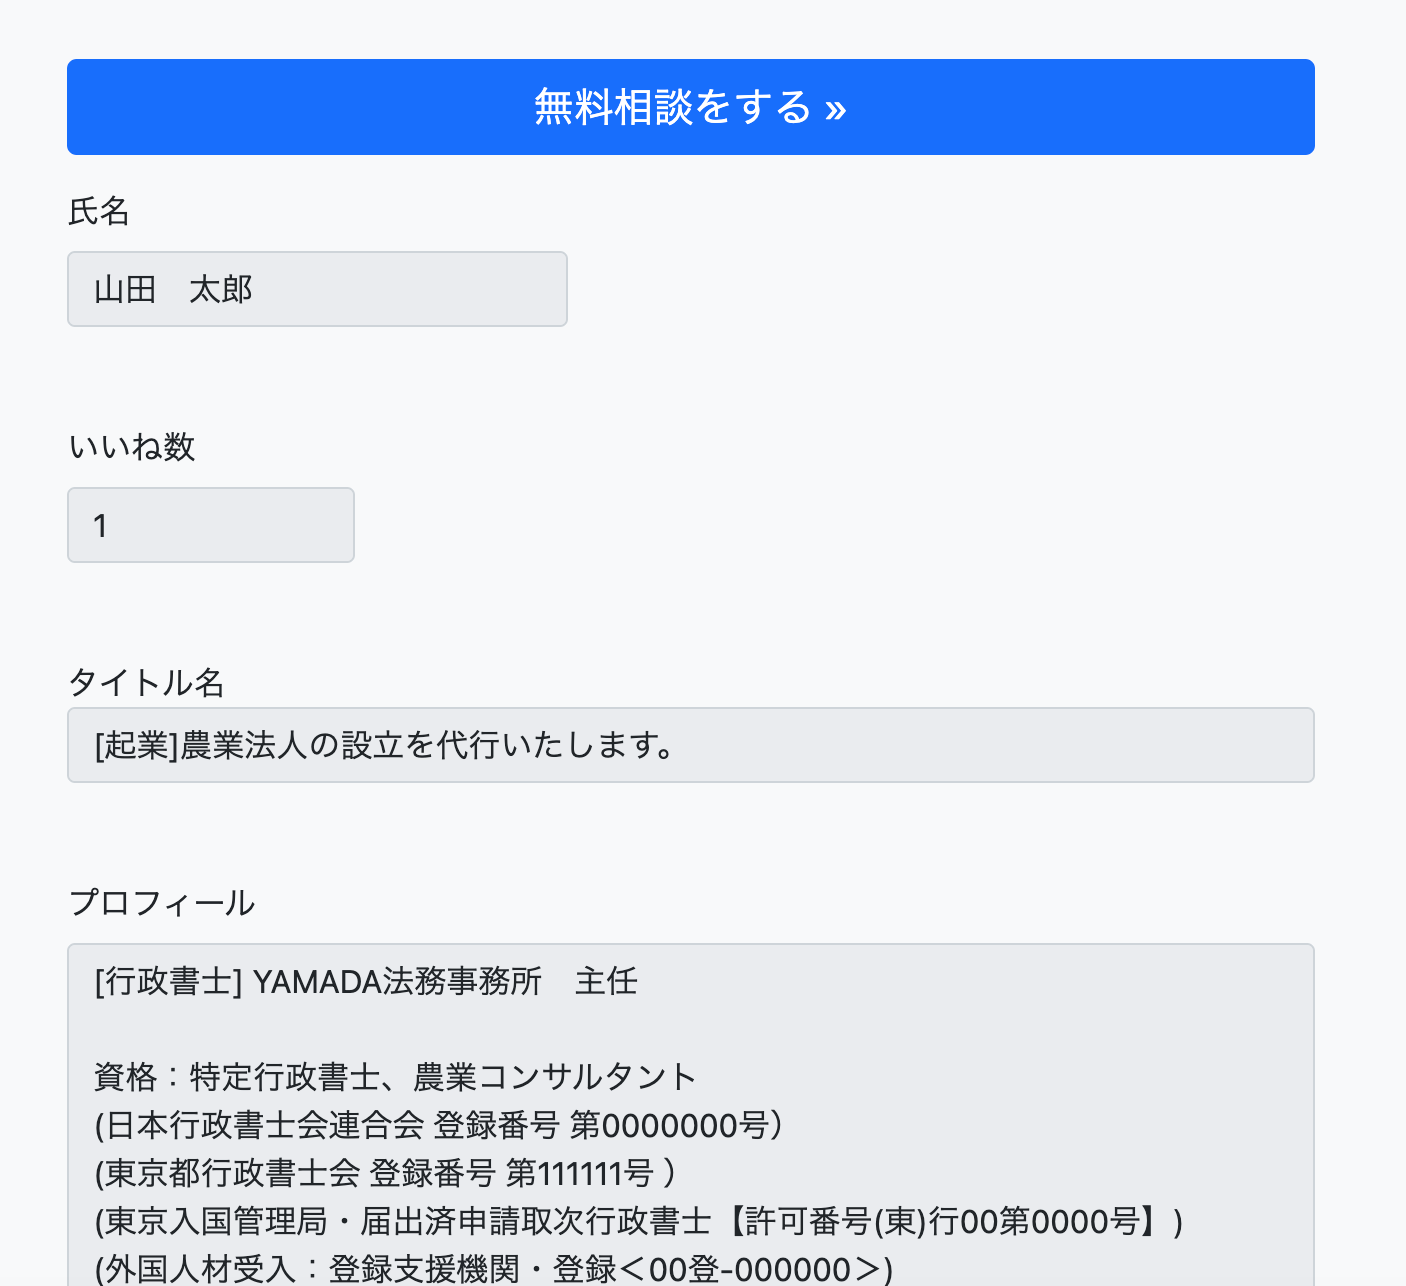 無料相談をする »
氏名
山田　太郎
いいね数
1
タイトル名
[起業]農業法人の設立を代行いたします。
プロフィール
[行政書士] YAMADA法務事務所　主任
資格：特定行政書士、農業コンサルタント
(日本行政書士会連合会 登録番号 第0000000号）
(東京都行政書士会 登録番号 第111111号 ）
(東京入国管理局・届出済申請取次行政書士【許可番号(東)行00第0000号】)
(外国人材受入：登録支援機関・登録＜00登-000000＞)